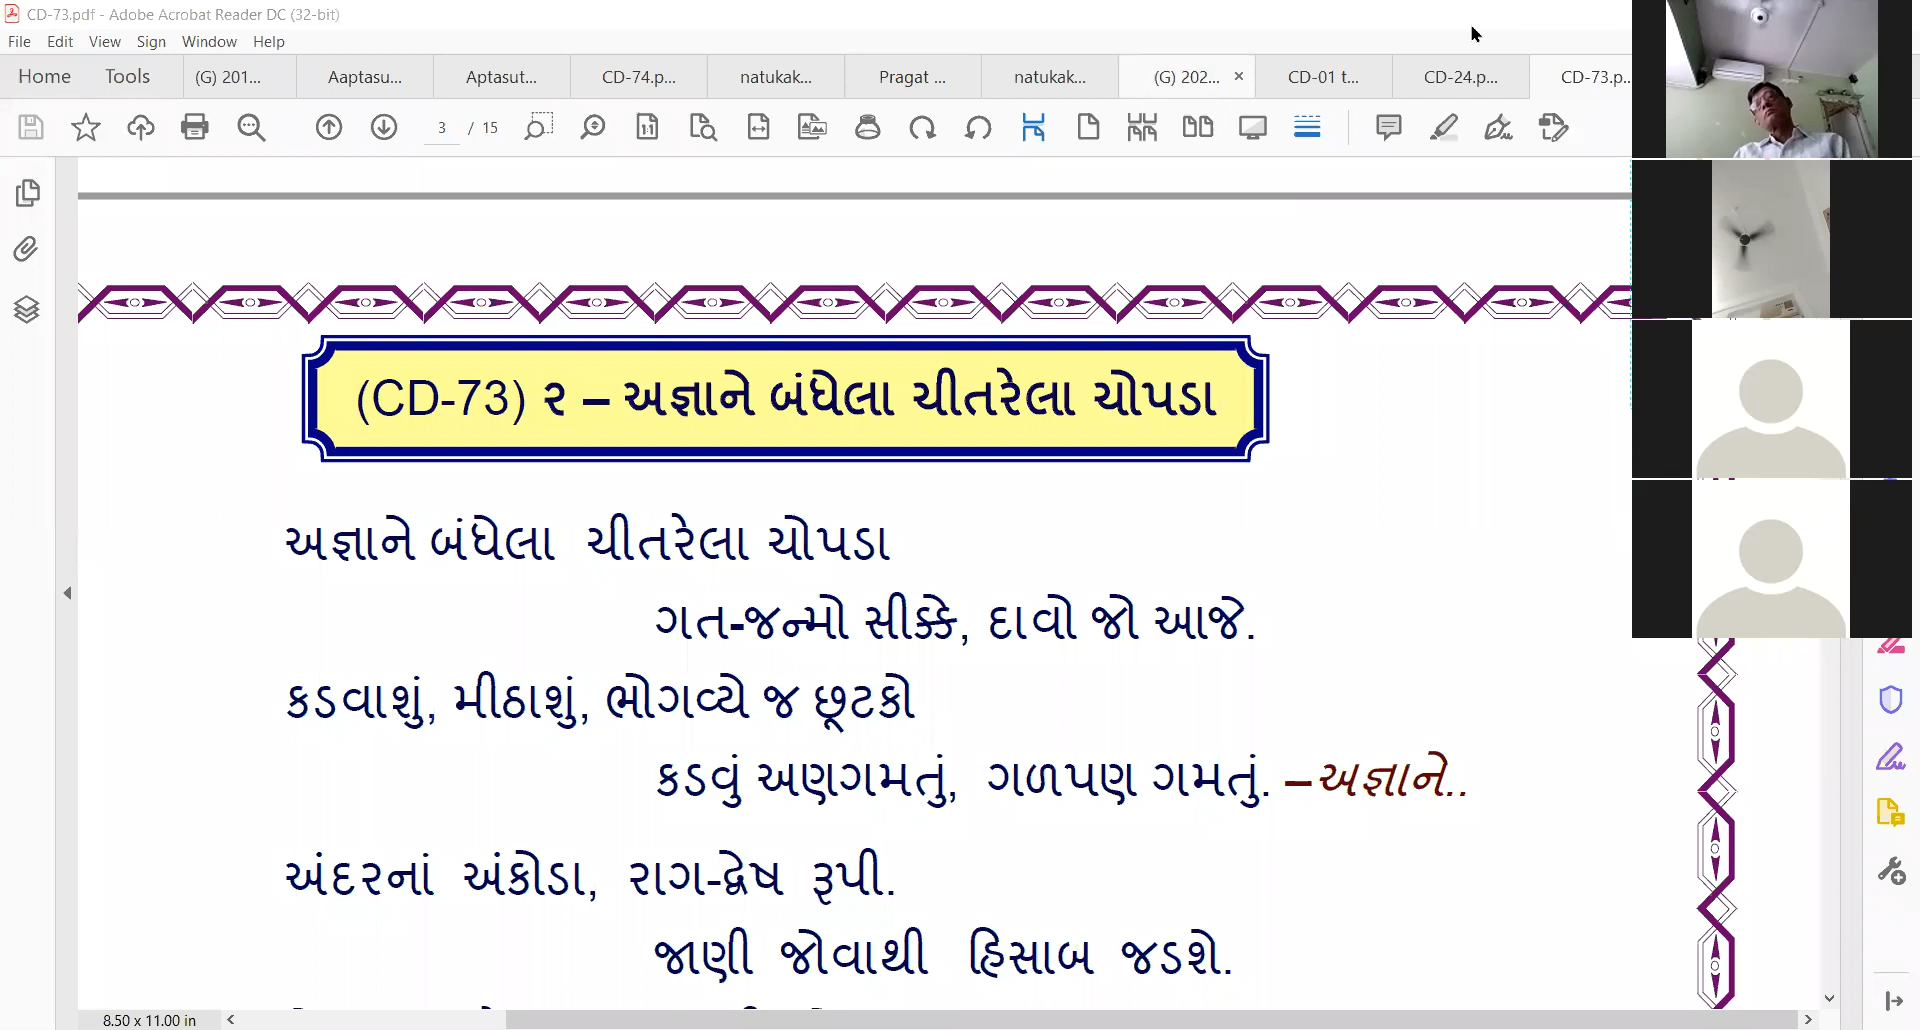 CD-73.pdf - Adobe Acrobat Reader DC (32-bit)
File Edit View Sign Window Help
Home Tools (G) 201... Aaptasu... Aptasut... CD-74.p... natukak... Pragat ... natukak... (G) 202... × CD-01 t... CD-24.p... CD-73.p..
3 / 15
(CD-73) ૨ – અજ્ઞાને બંધેલા ચીતરેલા ચોપડા
અજ્ઞાને બંધેલા ચીતરેલા ચોપડા
ગત-જન્મો સીક્કે, દાવો જો આજે.
કડવાશું, મીઠાશું, ભોગવ્યે જ છૂટકો
કડવું અણગમતું, ગળપણ ગમતું. –અજ્ઞાને..
અંદરનાં અંકોડા, રાગ-દ્વેષ રૂપી.
જાણી જોવાથી હિસાબ જડશે.
8.50 x 11.00 in